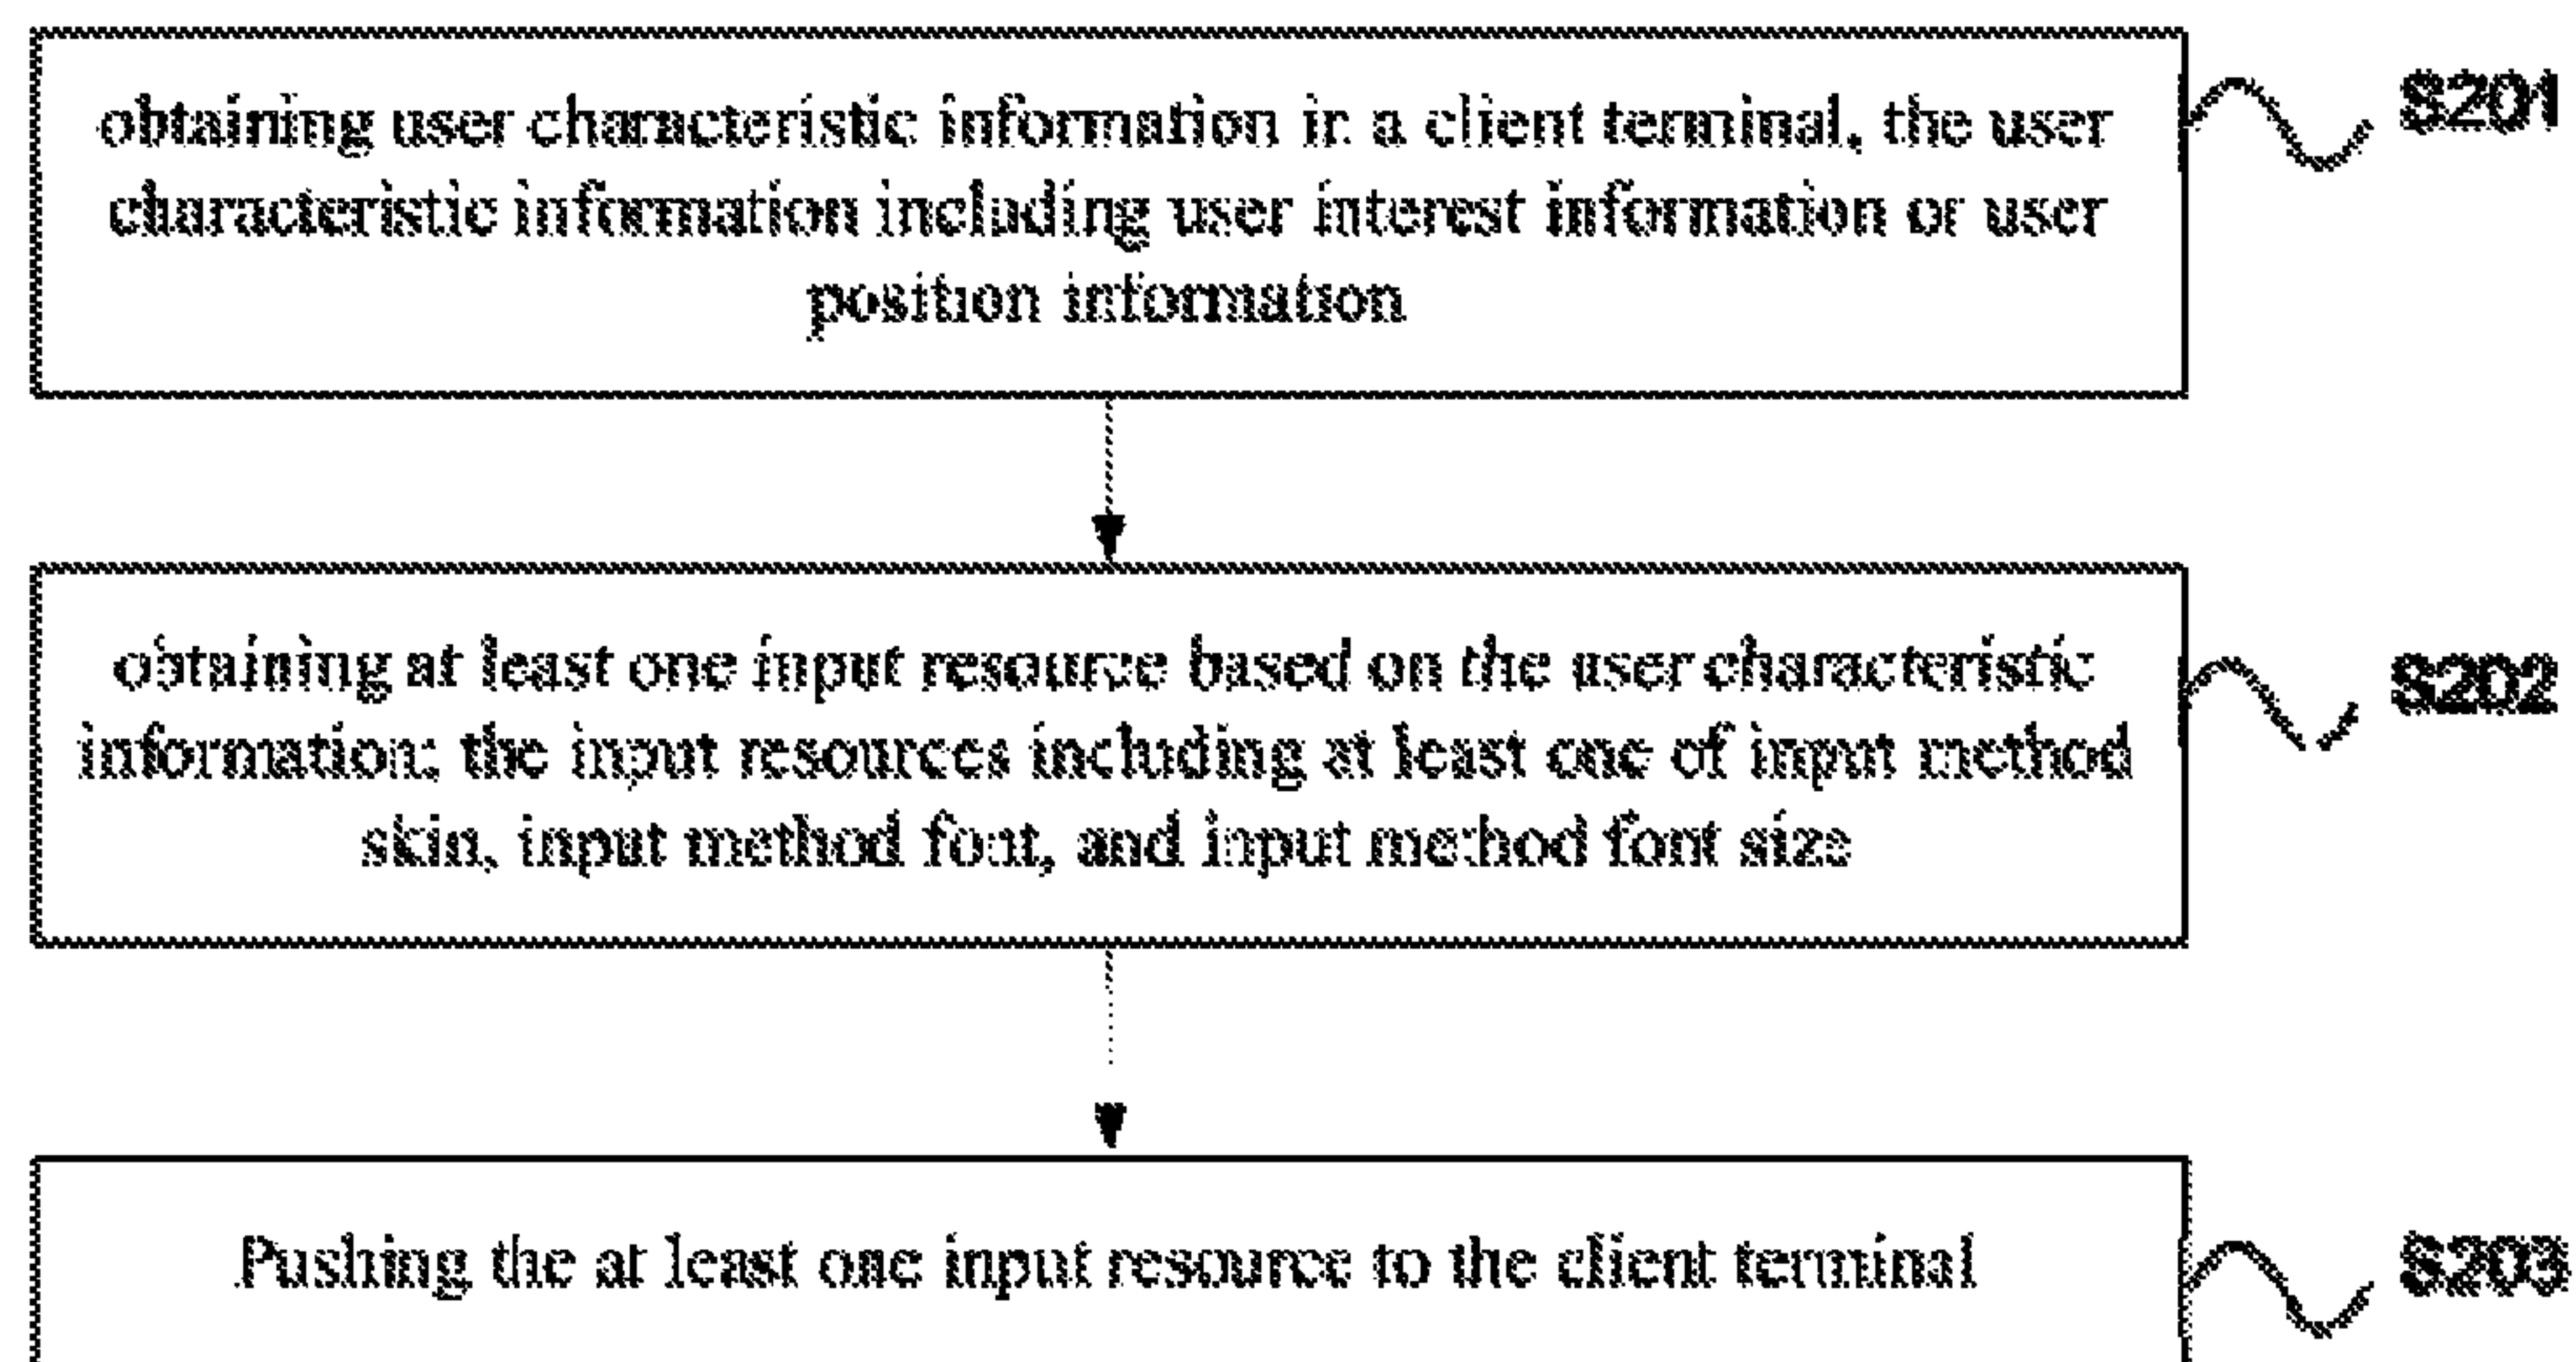 obtaining user characteristic information in a client terminal, the user
S201
characteristic information including user interest information or user
position information
obtaining at least one input resource based on the user characteristic
S202
information; the input resources including at least one of input method
skin, input method font, and input method font size
Pushing the at least one input resource to the client terminal
S203